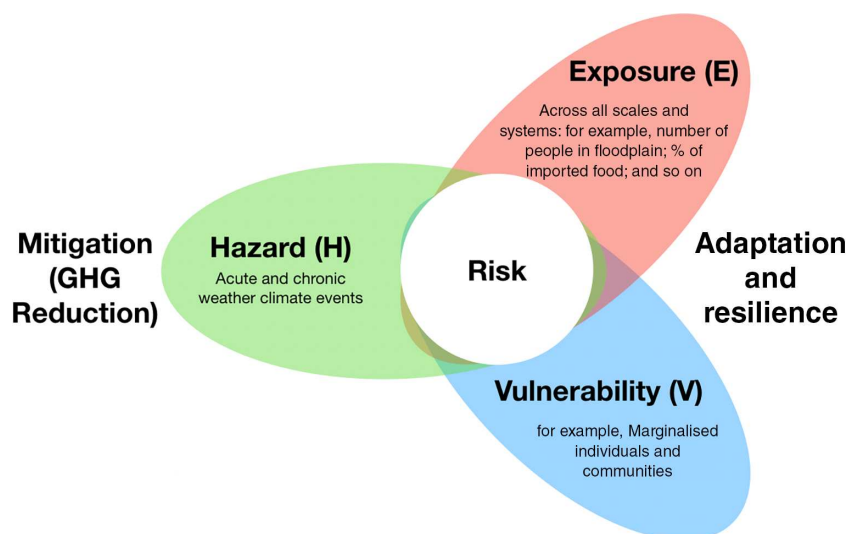 Exposure (E)
Across all scales and
systems: for example, number of
people in floodplain; % of
imported food; and so on
Mitigation
(GHG
Reduction)
Hazard (H)
Acute and chronic
weather climate events
Risk
Adaptation
and
resilience
Vulnerability (V)
for example, Marginalised
individuals and
communities